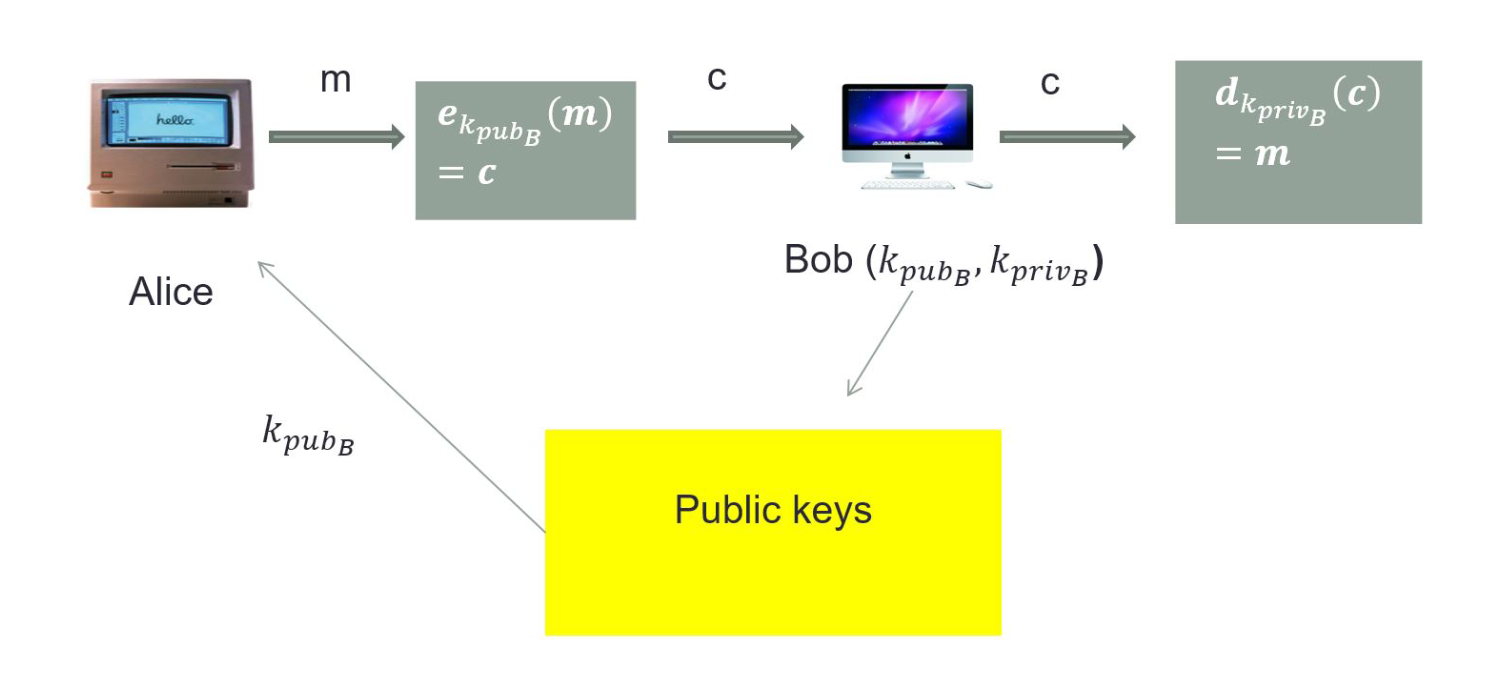 m
c
c
hello.
e_{k_{pub_B}}(m)
= c
d_{k_{priv_B}}(c)
= m
Alice
Bob (k_{pub_B}, k_{priv_B})
k_{pub_B}
Public keys